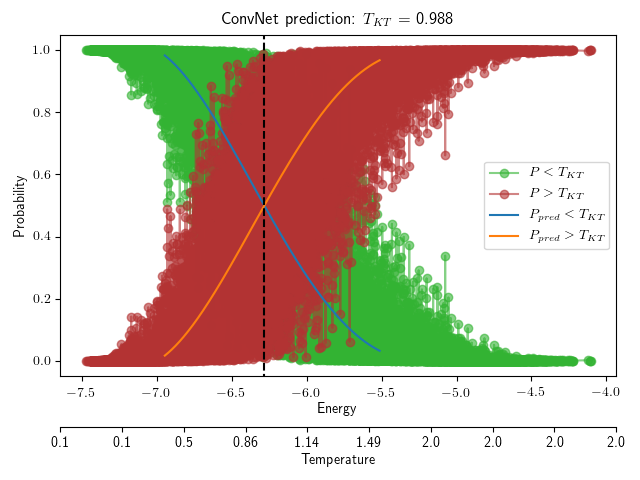 ConvNet prediction: T_{KT} = 0.988
Probability
1.0
0.8
0.6
0.4
0.2
0.0
P < T_{KT}
P > T_{KT}
P_{pred} < T_{KT}
P_{pred} > T_{KT}
−7.5 −7.0 −6.5 −6.0 −5.5 −5.0 −4.5 −4.0
Energy
0.1 0.1 0.5 0.86 1.14 1.49 2.0 2.0 2.0 2.0
Temperature